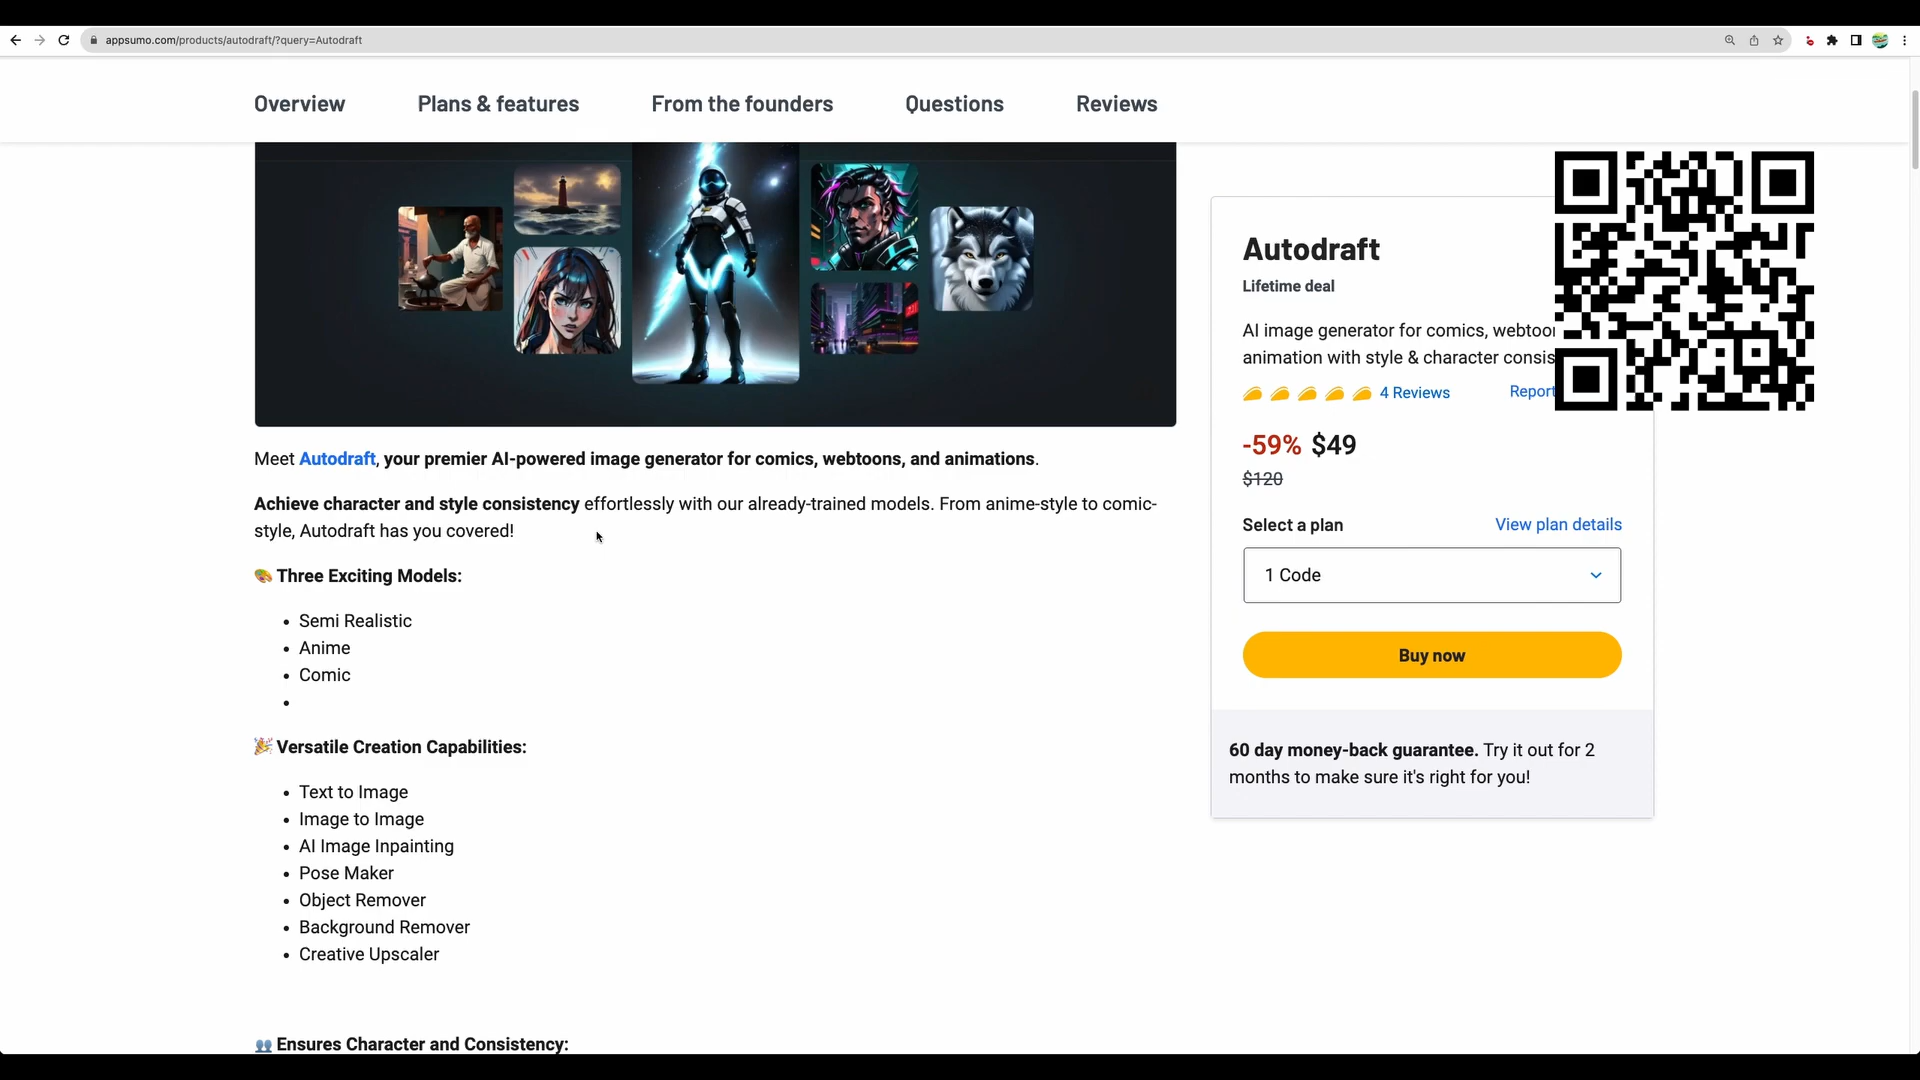 appsumo.com/products/autodraft/?query=Autodraft
Overview
Plans & features
From the founders
Questions
Reviews
Autodraft
Lifetime deal
AI image generator for comics, webtoon
animation with style & character consis
4 Reviews
Report
-59% $49
$120
Select a plan
View plan details
1 Code
Buy now
60 day money-back guarantee. Try it out for 2
months to make sure it's right for you!
Meet Autodraft, your premier AI-powered image generator for comics, webtoons, and animations.
Achieve character and style consistency effortlessly with our already-trained models. From anime-style to comic-
style, Autodraft has you covered!
🎨 Three Exciting Models:
• Semi Realistic
• Anime
• Comic
•
🎉 Versatile Creation Capabilities:
• Text to Image
• Image to Image
• AI Image Inpainting
• Pose Maker
• Object Remover
• Background Remover
• Creative Upscaler
👥 Ensures Character and Consistency: